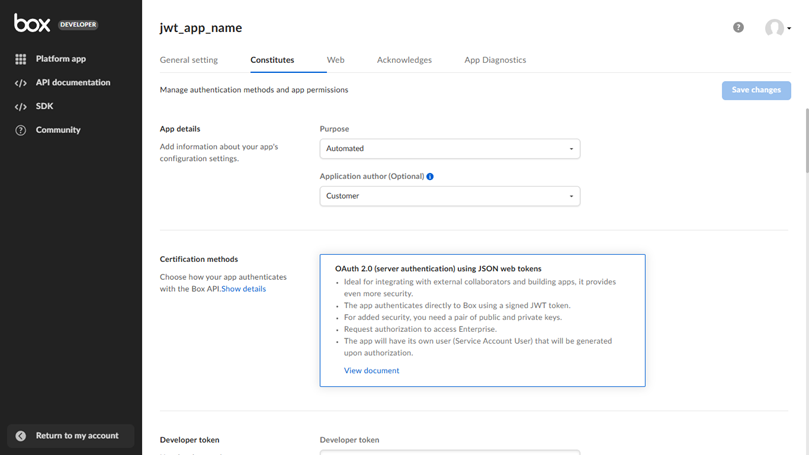 box DEVELOPER
Platform app
API documentation
SDK
Community
Return to my account
jwt_app_name
General setting Constitutes Web Acknowledges App Diagnostics
Manage authentication methods and app permissions
Save changes
App details
Add information about your app's
configuration settings.
Purpose
Automated
Application author (Optional)
Customer
Certification methods
Choose how your app authenticates
with the Box API.Show details
OAuth 2.0 (server authentication) using JSON web tokens
• Ideal for integrating with external collaborators and building apps, it provides
even more security.
• The app authenticates directly to Box using a signed JWT token.
• For added security, you need a pair of public and private keys.
• Request authorization to access Enterprise.
• The app will have its own user (Service Account User) that will be generated
upon authorization.
View document
Developer token
Developer token